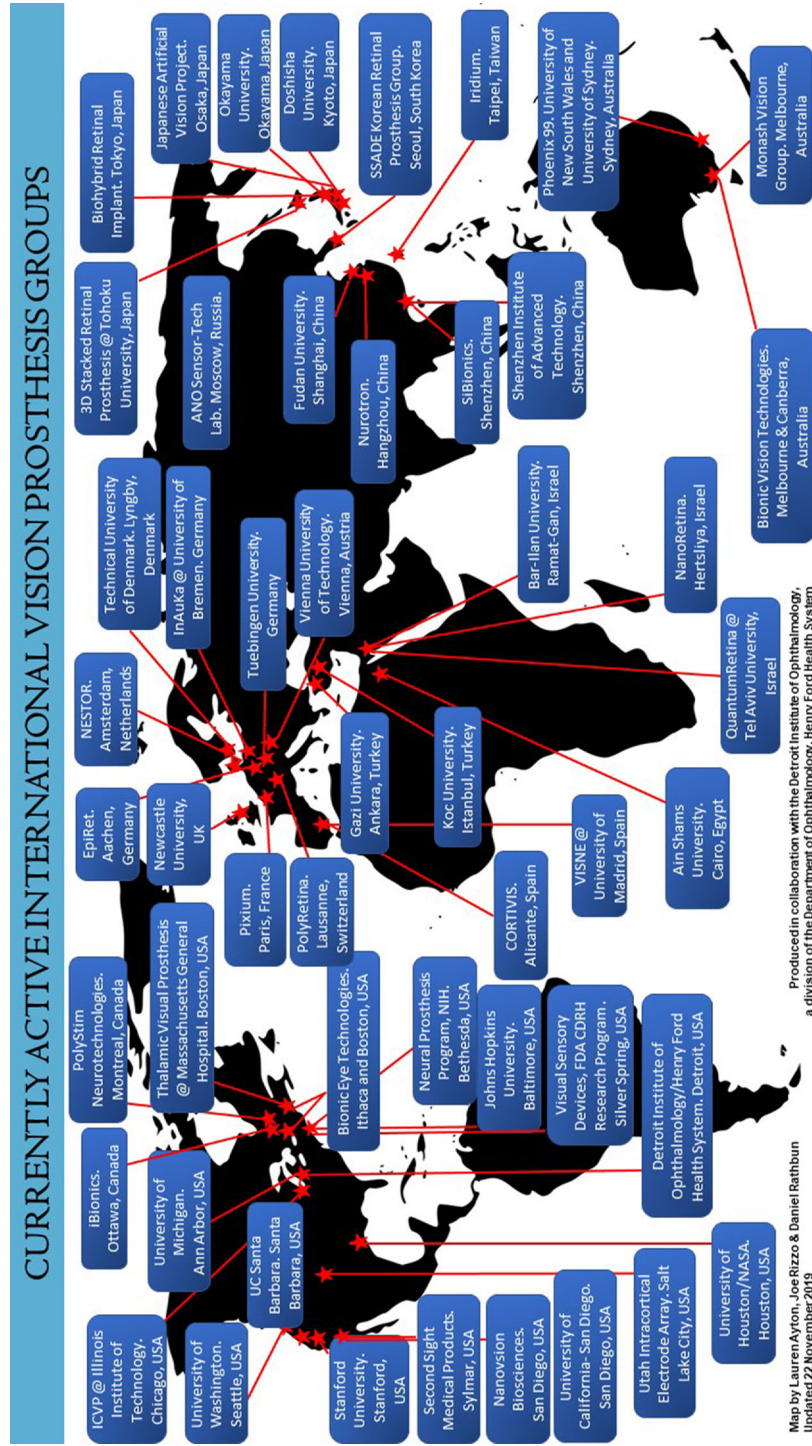 CURRENTLY ACTIVE INTERNATIONAL VISION PROSTHESIS GROUPS
ICVP @ Illinois
Institute of
Technology.
Chicago, USA
University of
Washington.
Seattle, USA
Stanford
University.
Stanford,
USA
Second Sight
Medical Products.
Sylmar, USA
Nanovsion
Biosciences.
San Diego, USA
University of
California- San Diego.
San Diego, USA
Utah Intracortical
Electrode Array, Salt
Lake City, USA
University of
Houston/NASA.
Houston, USA
iBionics.
Ottawa, Canada
University of
Michigan.
Ann Arbor, USA
UC Santa
Barbara. Santa
Barbara, USA
PolyStim
Neurotechnologies.
Montreal, Canada
Thalamic Visual Prosthesis
@ Massachusetts General
Hospital. Boston, USA
BionicEye Technologies.
Ithaca and Boston, USA
Neural Prosthesis
Program, NIH.
Bethesda, USA
Johns Hopkins
University.
Baltimore, USA
Visual Sensory
Devices, FDA CDRH
Research Program .
Silver Spring, USA
Detroit Institute of
Ophthalmology/Henry Ford
Health System. Detroit, USA
EpiRet.
Aachen,
Germany
Newcastle
University,
UK
Pixium.
Paris, France
PolyRetina.
Lausanne,
Switzerland
CORTIVIS.
Alicante, Spain
VISNE @
University of
Madrid, Spain
NESTOR.
Amsterdam,
Netherlands
Technical University
of Denmark. Lyngby,
Denmark
InAuKa @ University of
Bremen. Germany
Tuebingen University.
Germany
Vienna University
of Technology.
Vienna, Austria
Gazi University.
Ankara, Turkey
Koc University.
Istanbul, Turkey
Ain Shams
University.
Cairo, Egypt
Bar-Ilan University.
Ramat-Gan, Israel
NanoRetina.
Hertsliya, Israel
QuantumRetina @
Tel Aviv University,
Israel
3D Stacked Retinal
Prosthesis @ Tohoku
University, Japan
Biohybrid Retinal
Implant. Tokyo, Japan
Japanese Artificial
Vision Project.
Osaka, Japan
Okayama
University.
Okayama, Japan
Doshisha
University.
Kyoto, Japan
SSADE Korean Retinal
Prosthesis Group.
Seoul, South Korea
Iridium.
Taipei, Taiwan
ANO Sensor-Tech
Lab. Moscow, Russia.
Fudan University.
Shanghai, China
Nurotron.
Hangzhou, China
SiBionics.
Shenzhen, China
Shenzhen Institute
of Advanced
Technology.
Shenzhen, China
Phoenix 99. University of
New South Wales and
University of Sydney.
Sydney, Australia
Monash Vision
Group, Melbourne,
Australia
Bionic Vision Technologies.
Melbourne & Canberra,
Australia
Map by Lauren Ayton, Joe Rizzo & Daniel Rathbun
Updated 22 November 2019
Produced in collaboration with the Detroit Institute of Ophthalmology,
a division of the Department of Ophthalmology, Henry Ford Health System